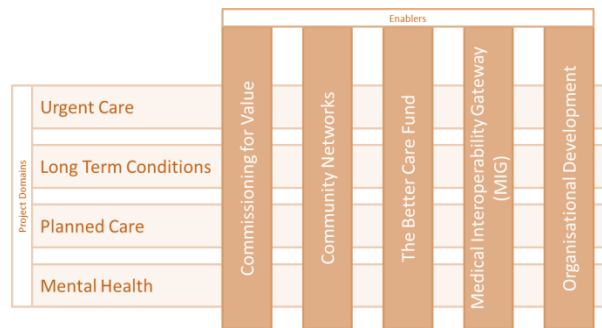 Enablers
Project Domains
Urgent Care
Long Term Conditions
Planned Care
Mental Health
Commissioning for Value
Community Networks
The Better Care Fund
Medical Interoperability Gateway
(MIG)
Organisational Development